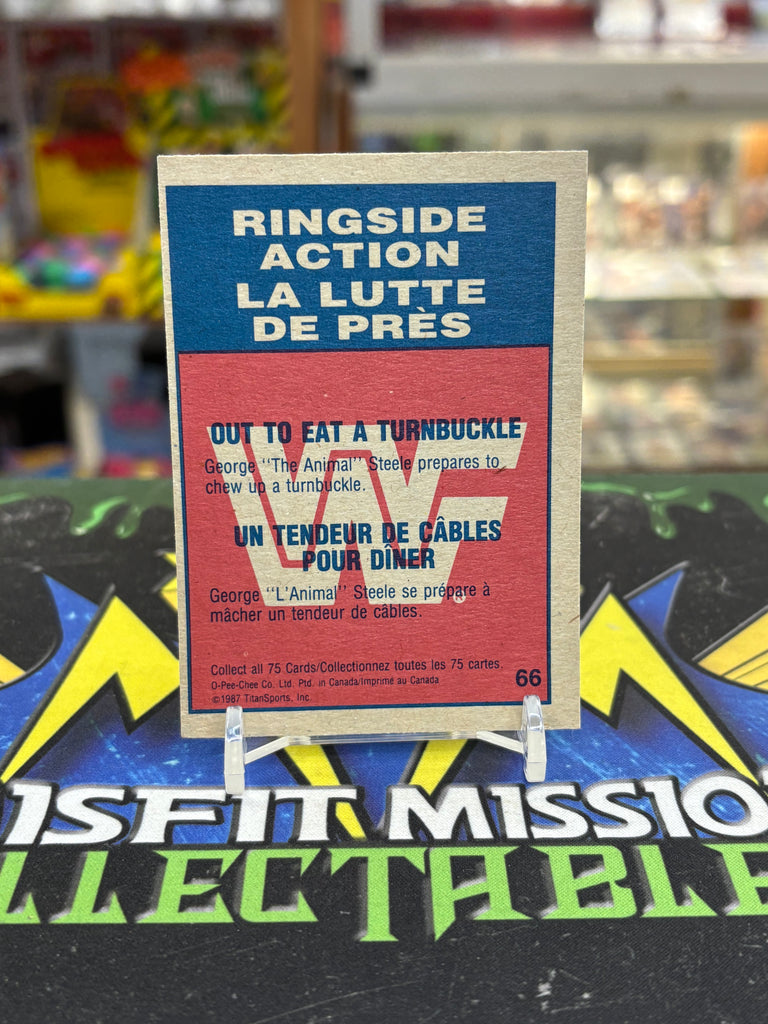 RINGSIDE
ACTION
LA LUTTE
DE PRÈS
OUT TO EAT A TURNBUCKLE
George "The Animal" Steele prepares to
chew up a turnbuckle.
UN TENDEUR DE CÂBLES
POUR DÎNER
George "L'Animal" Steele se prépare à
mâcher un tendeur de câbles.
WF
®
Collect all 75 Cards/Collectionnez toutes les 75 cartes.
O-Pee-Chee Co. Ltd. Ptd. in Canada/Imprimé au Canada
©1987 TitanSports, Inc.
66
ISFIT MISSIO
LLECTABLE